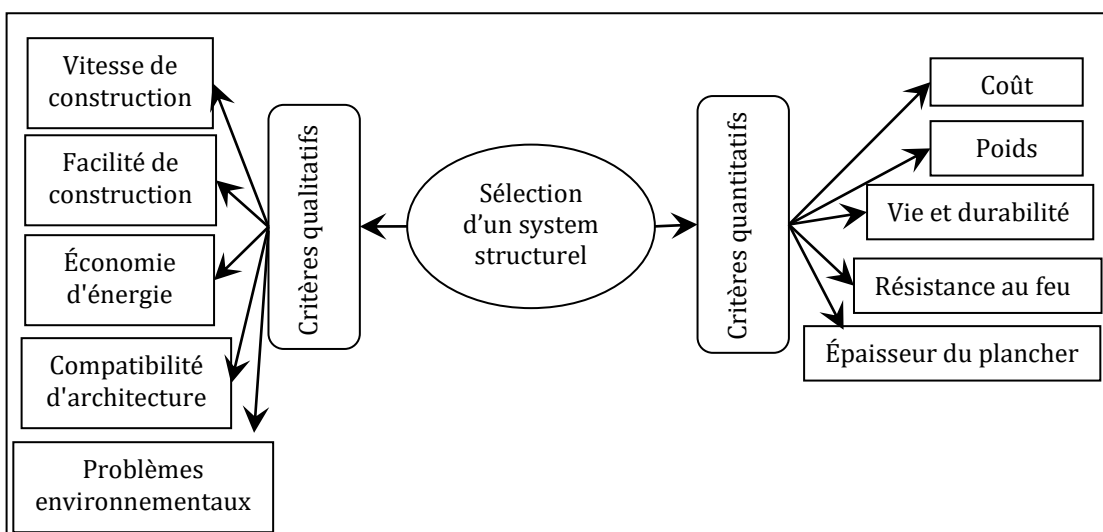 Vitesse de
construction
Facilité de
construction
Économie
d'énergie
Compatibilité
d'architecture
Problèmes
environnementaux
Critères qualitatifs
Sélection
d'un system
structurel
Critères quantitatifs
Coût
Poids
Vie et durabilité
Résistance au feu
Épaisseur du plancher